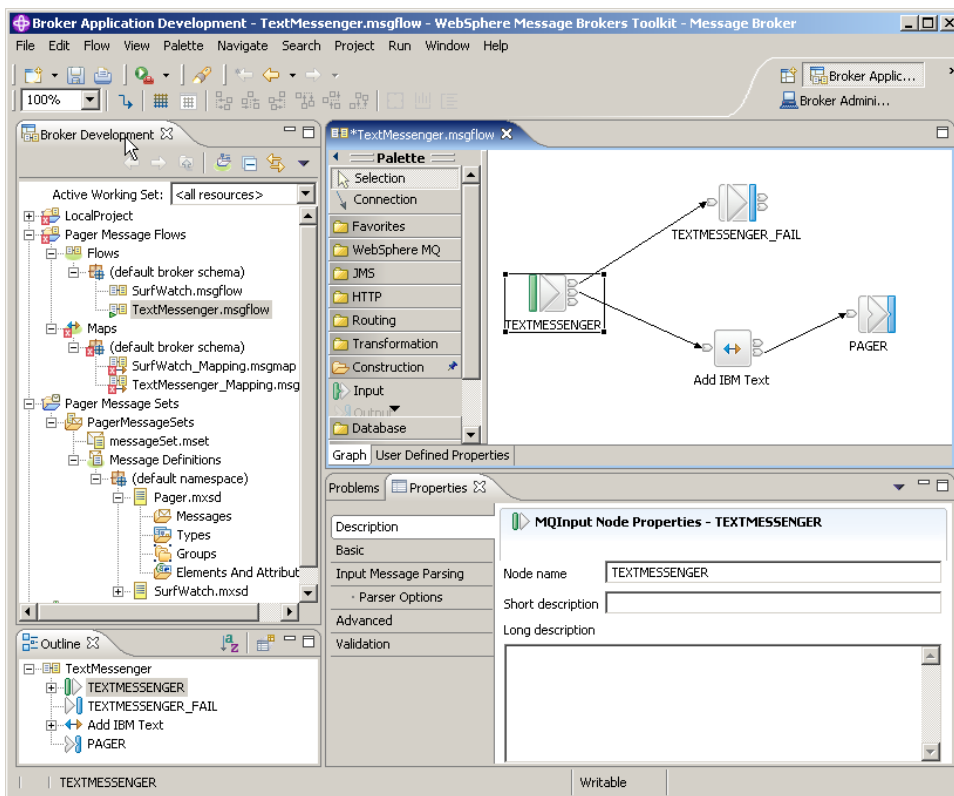 Broker Application Development - TextMessenger.msgflow - WebSphere Message Brokers Toolkit - Message Broker
File Edit Flow View Palette Navigate Search Project Run Window Help
Broker Applic...
100%
Broker Admini...
Broker Development
Active Working Set: <all resources>
LocalProject
Pager Message Flows
Flows
(default broker schema)
SurfWatch.msgflow
TextMessenger.msgflow
Maps
(default broker schema)
SurfWatch_Mapping.msgmap
TextMessenger_Mapping.msg
Pager Message Sets
PagerMessageSets
messageSet.mset
Message Definitions
(default namespace)
Pager.mxsd
Messages
Types
Groups
Elements And Attribut
SurfWatch.mxsd
*TextMessenger.msgflow
Palette
Selection
Connection
Favorites
WebSphere MQ
JMS
HTTP
Routing
Transformation
Construction
Input
Output
Database
TEXTMESSENGER_FAIL
TEXTMESSENGER
Add IBM Text
PAGER
Graph User Defined Properties
Outline
TextMessenger
TEXTMESSENGER
TEXTMESSENGER_FAIL
Add IBM Text
PAGER
Problems Properties
Description
Basic
Input Message Parsing
· Parser Options
Advanced
Validation
MQInput Node Properties - TEXTMESSENGER
Node name TEXTMESSENGER
Short description
Long description
TEXTMESSENGER
Writable